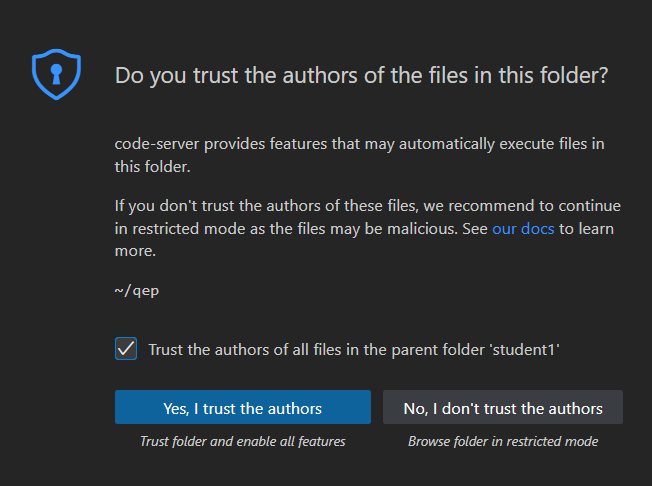 Do you trust the authors of the files in this folder?
code-server provides features that may automatically execute files in
this folder.
If you don't trust the authors of these files, we recommend to continue
in restricted mode as the files may be malicious. See our docs to learn
more.
~/qep
Trust the authors of all files in the parent folder 'student1'
Yes, I trust the authors
No, I don't trust the authors
Trust folder and enable all features
Browse folder in restricted mode